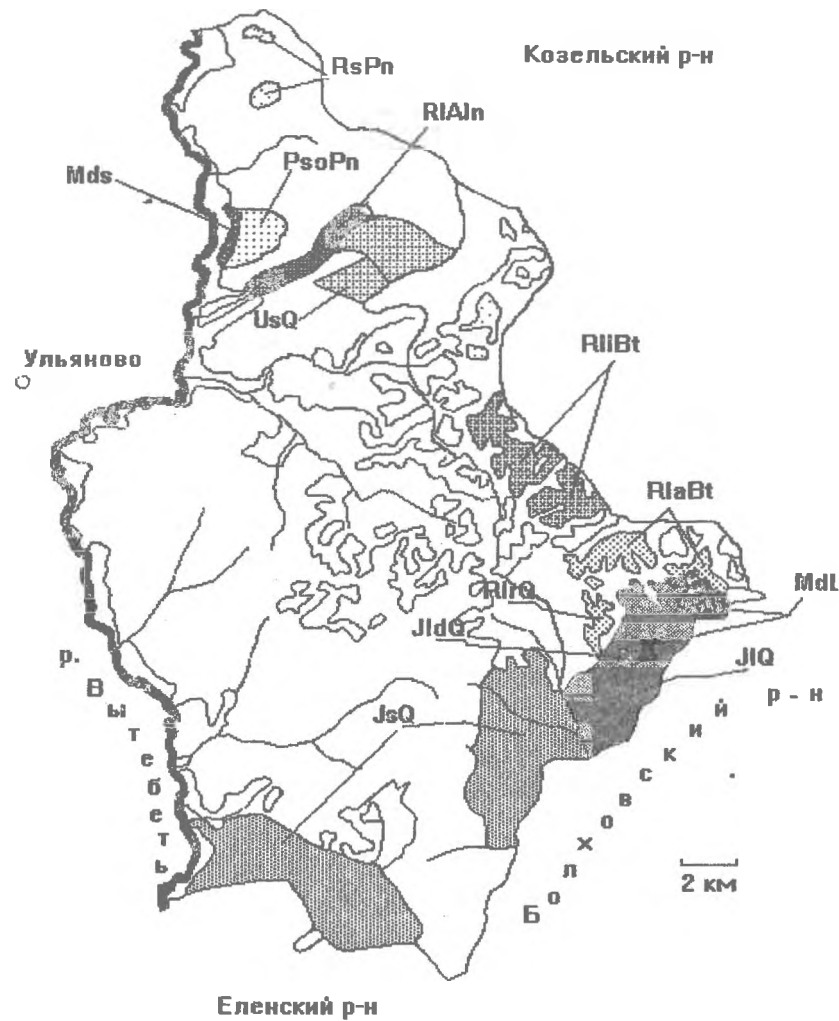 Козельский р-н
RsPn
RlAln
Mds
PsoPn
UsQ
Ульяново
RliBt
RlaBt
RlrQ
MdL
JldQ
JlQ
р. Вытебеть
JsQ
Болховский р-н
2 км
Еленский р-н